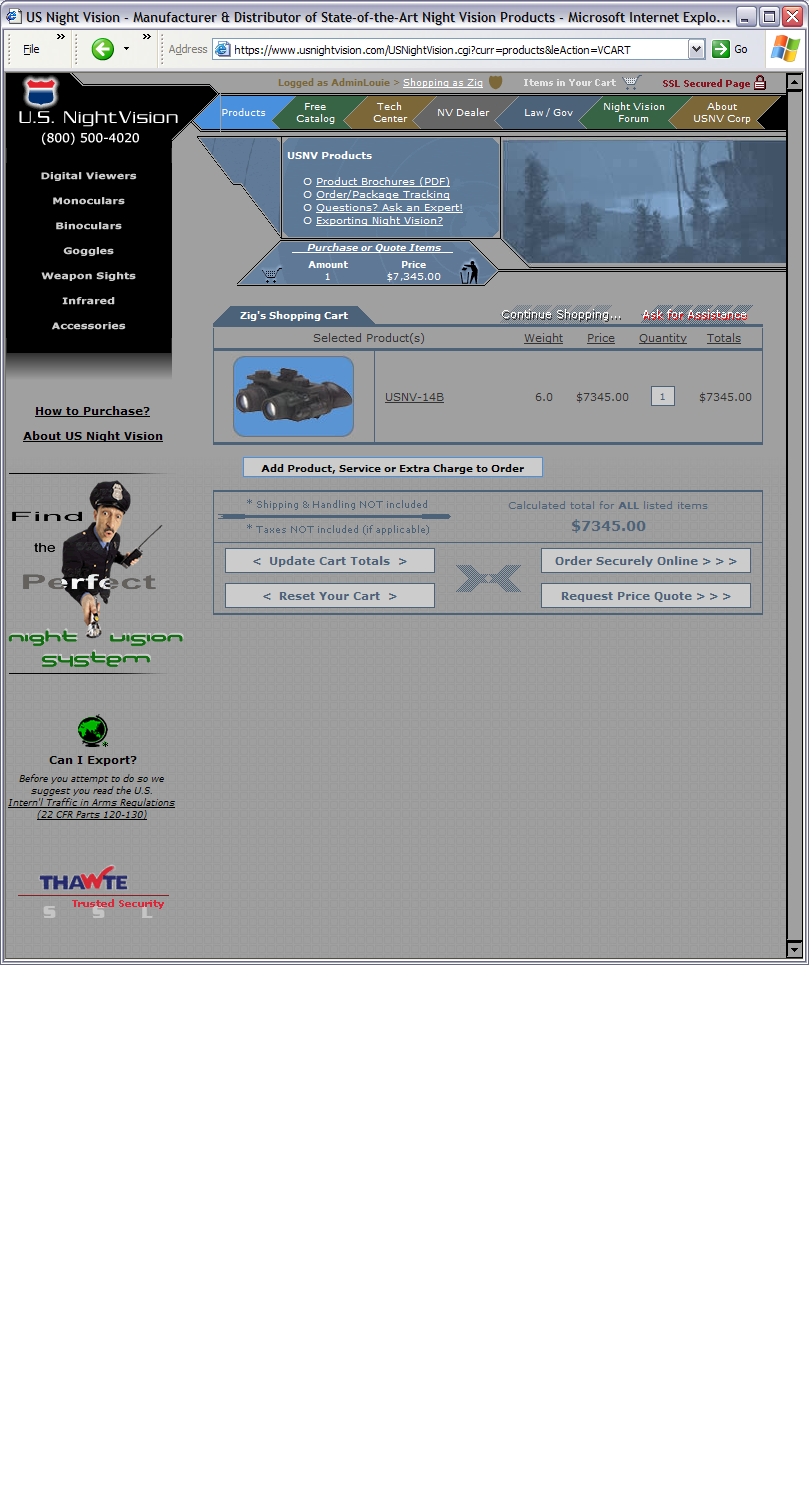 US Night Vision - Manufacturer & Distributor of State-of-the-Art Night Vision Products - Microsoft Internet Explo...
File » » Address https://www.usnightvision.com/USNightVision.cgi?curr=products&leAction=VCART Go
Logged as AdminLouie > Shopping as Zig Items in Your Cart SSL Secured Page
U.S. NightVision
(800) 500-4020
Products
Free Catalog
Tech Center
NV Dealer
Law / Gov
Night Vision Forum
About USNV Corp
Digital Viewers
Monoculars
Binoculars
Goggles
Weapon Sights
Infrared
Accessories
USNV Products
O Product Brochures (PDF)
O Order/Package Tracking
O Questions? Ask an Expert!
O Exporting Night Vision?
Purchase or Quote Items
Amount Price
1 $7,345.00
Zig's Shopping Cart Continue Shopping... Ask for Assistance
Selected Product(s) Weight Price Quantity Totals
USNV-14B 6.0 $7345.00 1 $7345.00
Add Product, Service or Extra Charge to Order
* Shipping & Handling NOT included
* Taxes NOT included (if applicable)
Calculated total for ALL listed items
$7345.00
< Update Cart Totals > Order Securely Online > > >
< Reset Your Cart > Request Price Quote > > >
How to Purchase?
About US Night Vision
Find
the
Perfect
night vision
system
Can I Export?
Before you attempt to do so we
suggest you read the U.S.
Intern'l Traffic in Arms Regulations
(22 CFR Parts 120-130)
THAWTE
Trusted Security
S S L